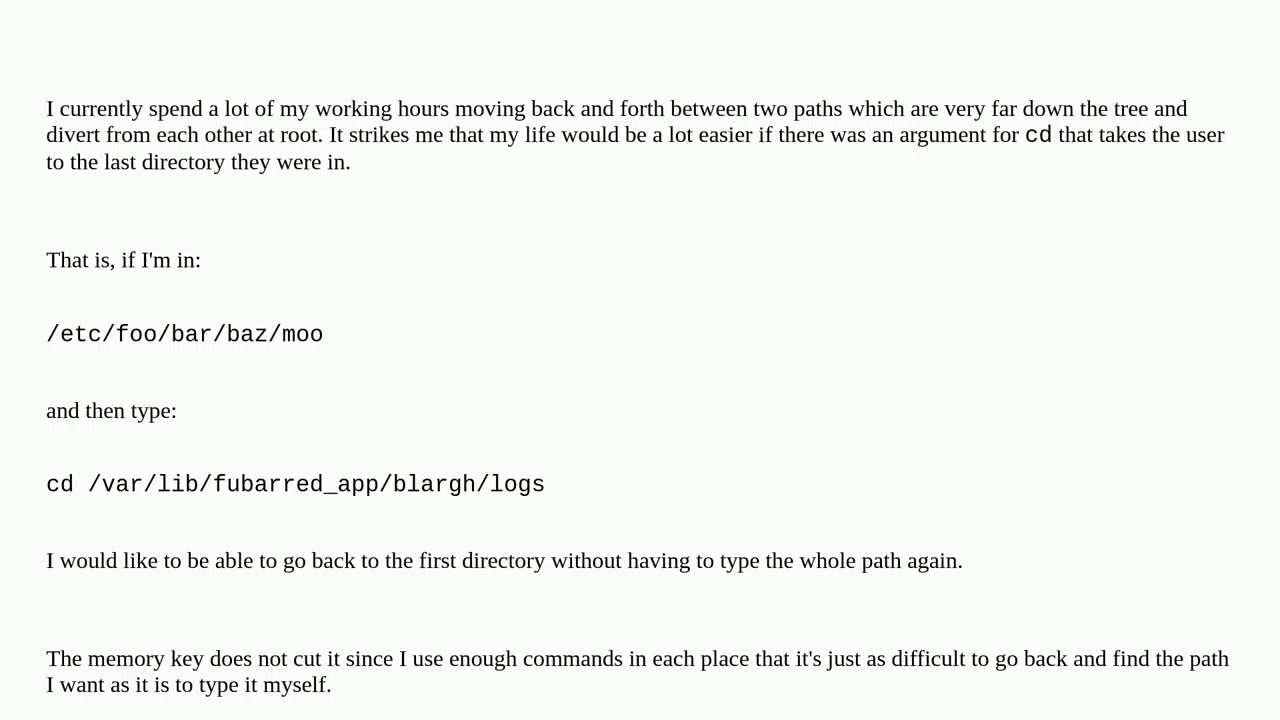 I currently spend a lot of my working hours moving back and forth between two paths which are very far down the tree and
divert from each other at root. It strikes me that my life would be a lot easier if there was an argument for cd that takes the user
to the last directory they were in.
That is, if I'm in:
/etc/foo/bar/baz/moo
and then type:
cd /var/lib/fubarred_app/blargh/logs
I would like to be able to go back to the first directory without having to type the whole path again.
The memory key does not cut it since I use enough commands in each place that it's just as difficult to go back and find the path
I want as it is to type it myself.